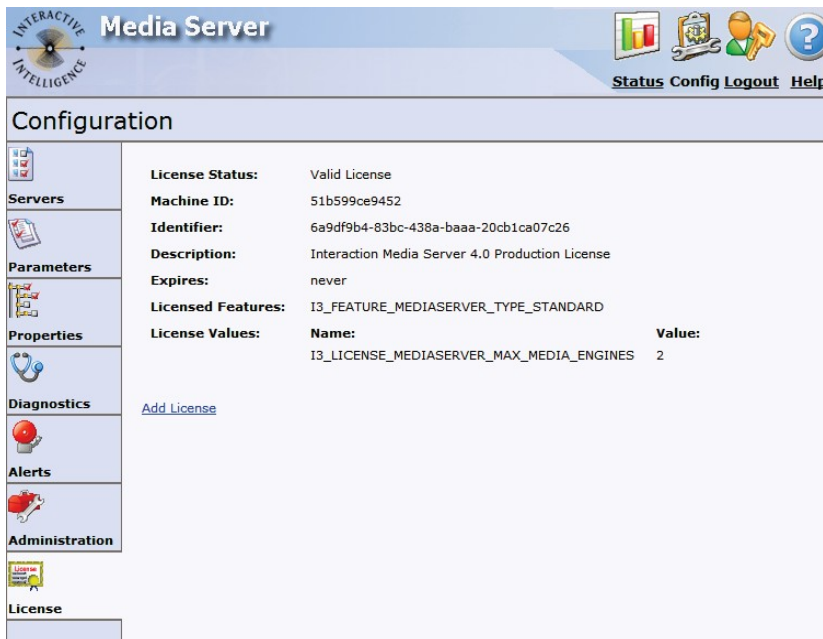 INTERACTIVE INTELLIGENCE
Media Server
Status Config Logout Help
Configuration
Servers
Parameters
Properties
Diagnostics
Alerts
Administration
License
License
License Status: Valid License
Machine ID: 51b599ce9452
Identifier: 6a9df9b4-83bc-438a-baaa-20cb1ca07c26
Description: Interaction Media Server 4.0 Production License
Expires: never
Licensed Features: I3_FEATURE_MEDIASERVER_TYPE_STANDARD
License Values: Name: Value:
I3_LICENSE_MEDIASERVER_MAX_MEDIA_ENGINES 2
Add License